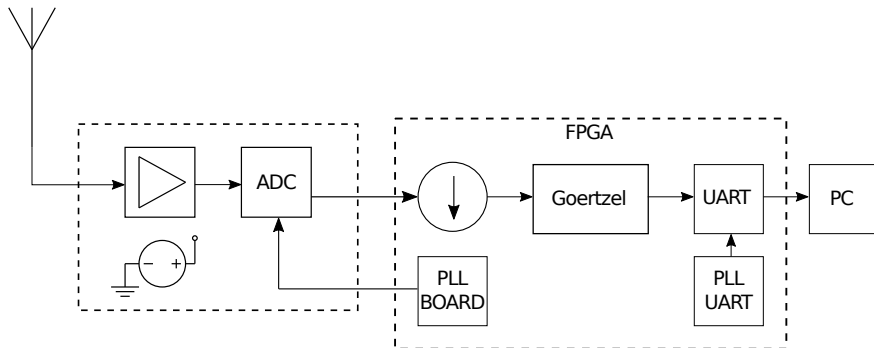 FPGA
ADC
Goertzel
UART
PC
− +
PLL
BOARD
PLL
UART